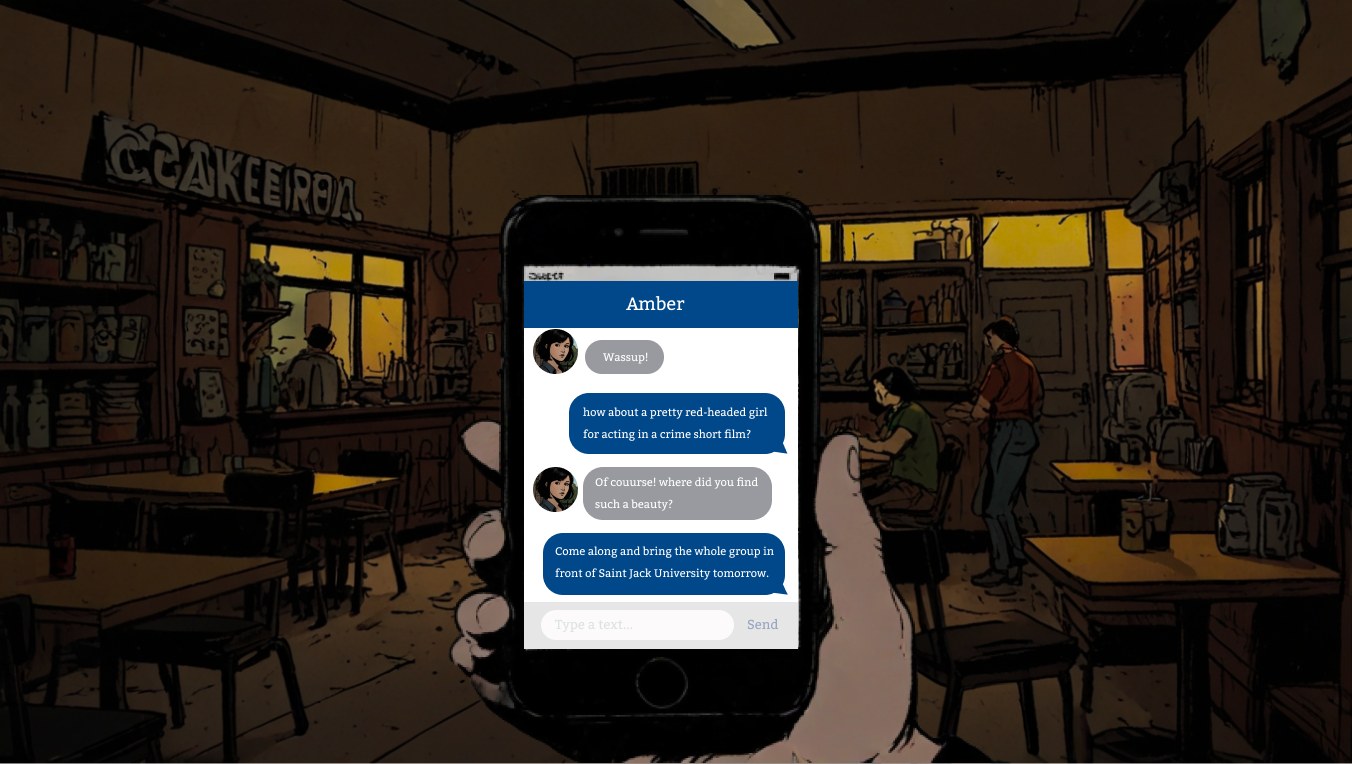 Amber
Wassup!
how about a pretty red-headed girl
for acting in a crime short film?
Of couurse! where did you find
such a beauty?
Come along and bring the whole group in
front of Saint Jack University tomorrow.
Type a text...
Send